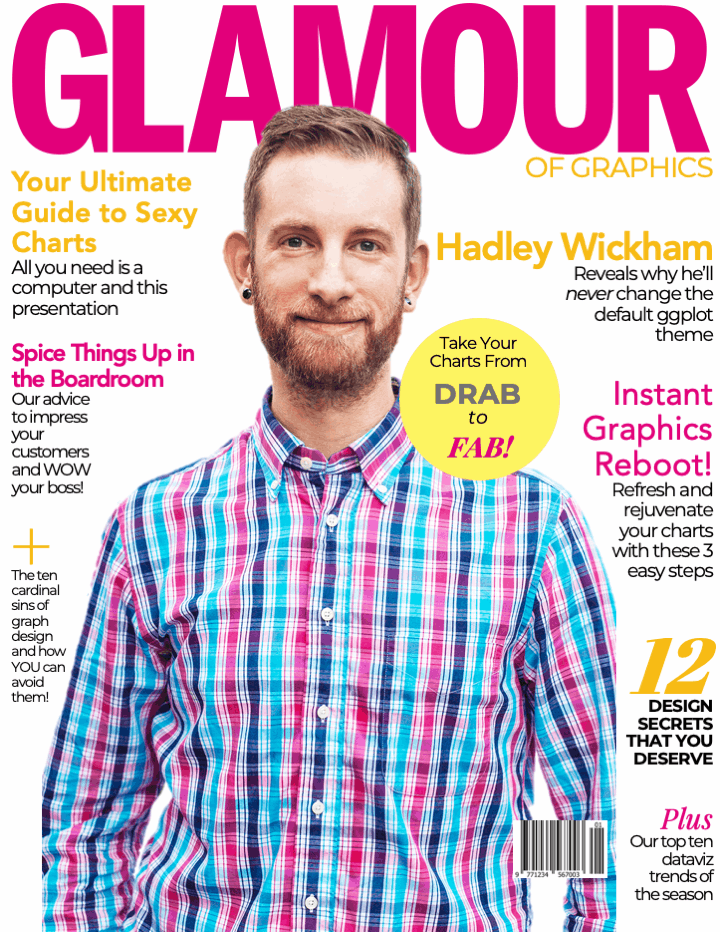 GLAMOUR
OF GRAPHICS
Your Ultimate
Guide to Sexy
Charts
All you need is a
computer and this
presentation
Spice Things Up in
the Boardroom
Our advice
to impress
your
customers
and WOW
your boss!
+
The ten
cardinal
sins of
graph
design
and how
YOU can
avoid
them!
Hadley Wickham
Reveals why he'll
never change the
default ggplot
theme
Take Your
Charts From
DRAB
to
FAB!
Instant
Graphics
Reboot!
Refresh and
rejuvenate
your charts
with these 3
easy steps
12
DESIGN
SECRETS
THAT YOU
DESERVE
Plus
Our top ten
dataviz
trends of
the season
9 771234 567003